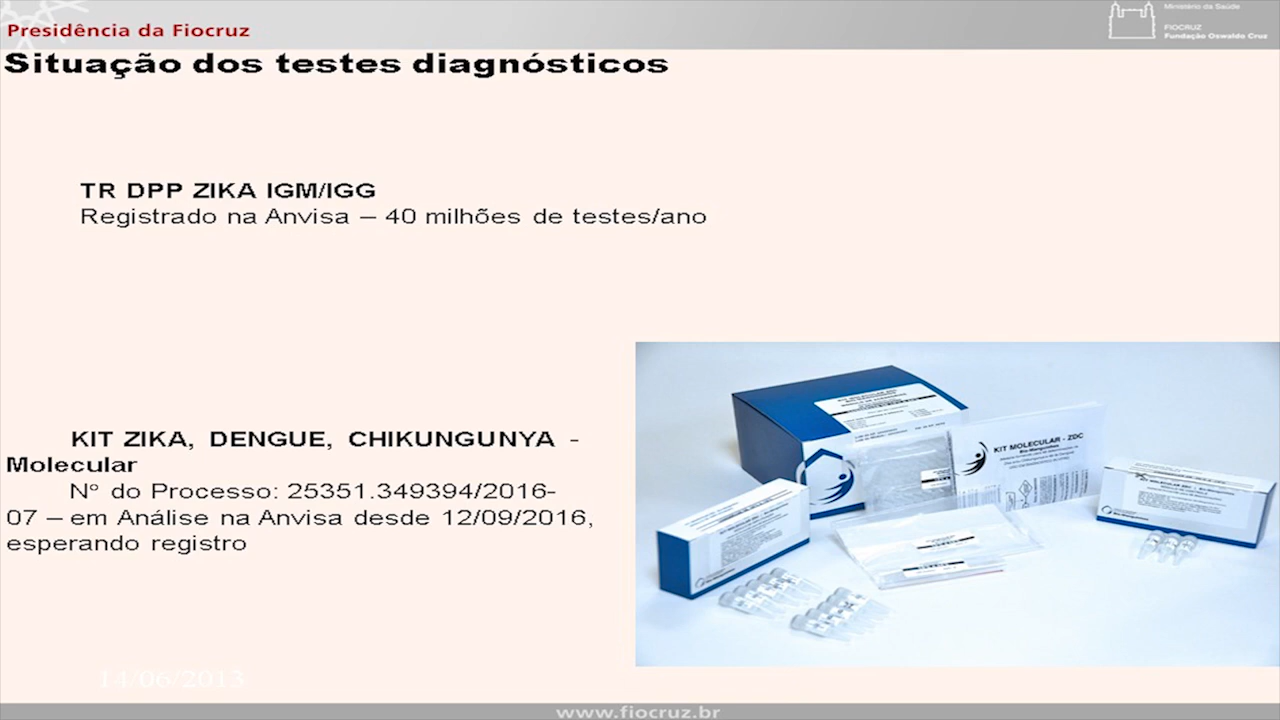 Presidência da Fiocruz
Ministério da Saúde
FIOCRUZ
Fundação Oswaldo Cruz
Situação dos testes diagnósticos
TR DPP ZIKA IGM/IGG
Registrado na Anvisa – 40 milhões de testes/ano
KIT ZIKA, DENGUE, CHIKUNGUNYA -
Molecular
N° do Processo: 25351.349394/2016-
07 – em Análise na Anvisa desde 12/09/2016,
esperando registro
KIT MOLECULAR - ZDC
Bio-Manguinhos
14/06/2013
www.fiocruz.br